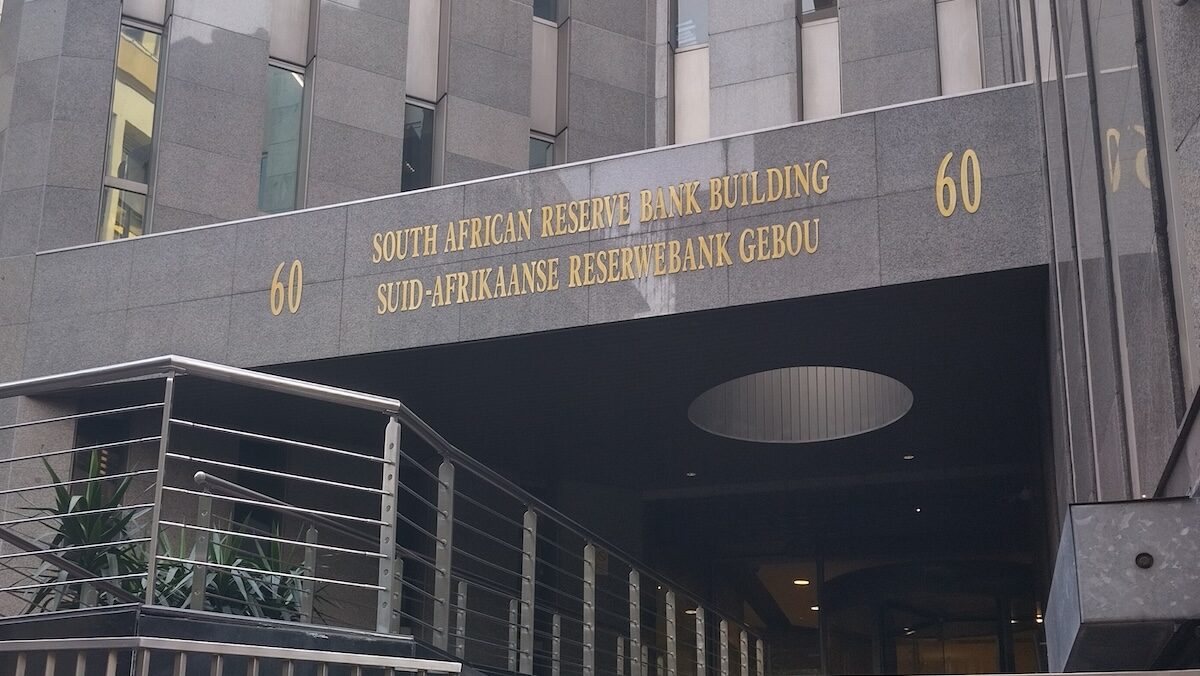 SOUTH AFRICAN RESERVE BANK BUILDING
60
60
SUID-AFRIKAANSE RESERWEBANK GEBOU